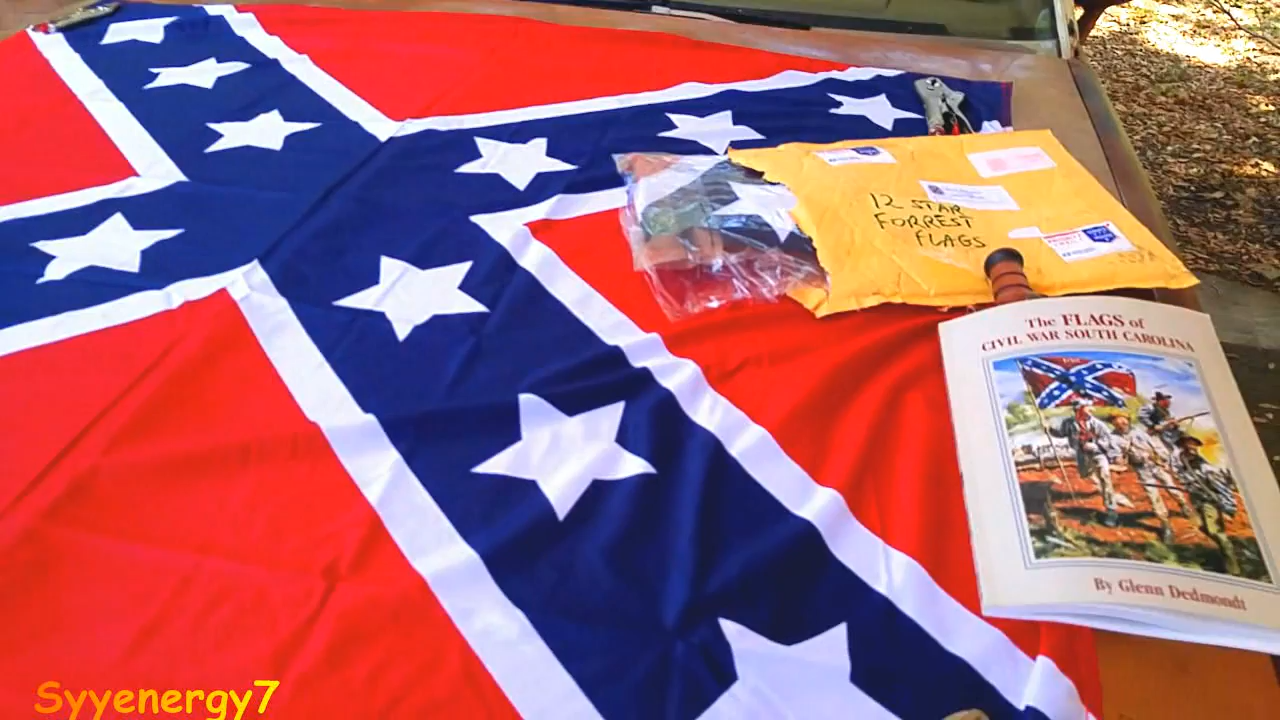 12 STAR
FORREST
FLAGS
The FLAGS of
CIVIL WAR SOUTH CAROLINA
By Glenn Dedmondt
Syyenergy7